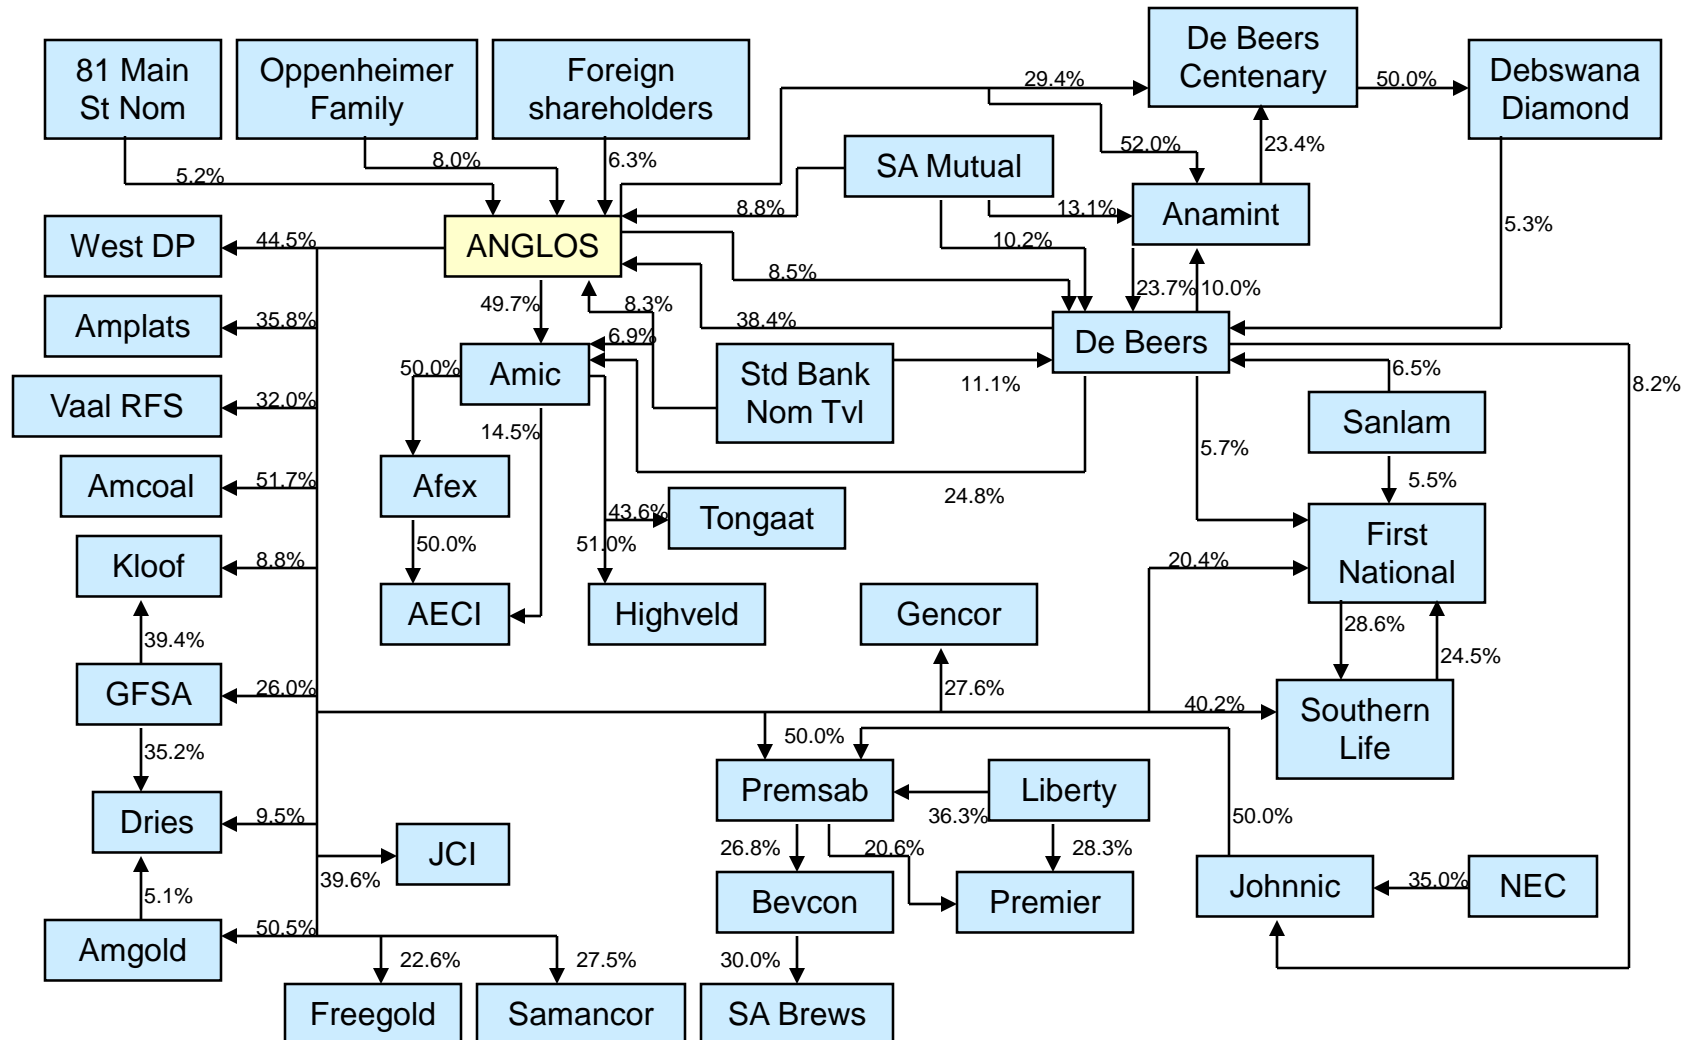 De Beers
Centenary
81 Main
St Nom
Oppenheimer
Family
Foreign
shareholders
Debswana
Diamond
29.4%
50.0%
5.2%
8.0%
6.3%
SA Mutual
52.0%
23.4%
8.8%
13.1%
Anamint
5.3%
West DP
44.5%
ANGLOS
10.2%
8.5%
23.7%
10.0%
49.7%
8.3%
38.4%
Amplats
35.8%
6.9%
De Beers
Amic
50.0%
Std Bank
Nom Tvl
11.1%
6.5%
8.2%
Vaal RFS
32.0%
14.5%
Sanlam
5.7%
Amcoal
51.7%
Afex
24.8%
5.5%
Tongaat
43.6%
First
National
Kloof
8.8%
50.0%
51.0%
20.4%
AECI
Highveld
Gencor
28.6%
24.5%
39.4%
GFSA
26.0%
27.6%
40.2%
Southern
Life
35.2%
50.0%
Premsab
Liberty
36.3%
50.0%
Dries
9.5%
JCI
39.6%
26.8%
20.6%
28.3%
5.1%
Bevcon
Premier
Johnnic
35.0%
NEC
Amgold
50.5%
22.6%
27.5%
30.0%
Freegold
Samancor
SA Brews